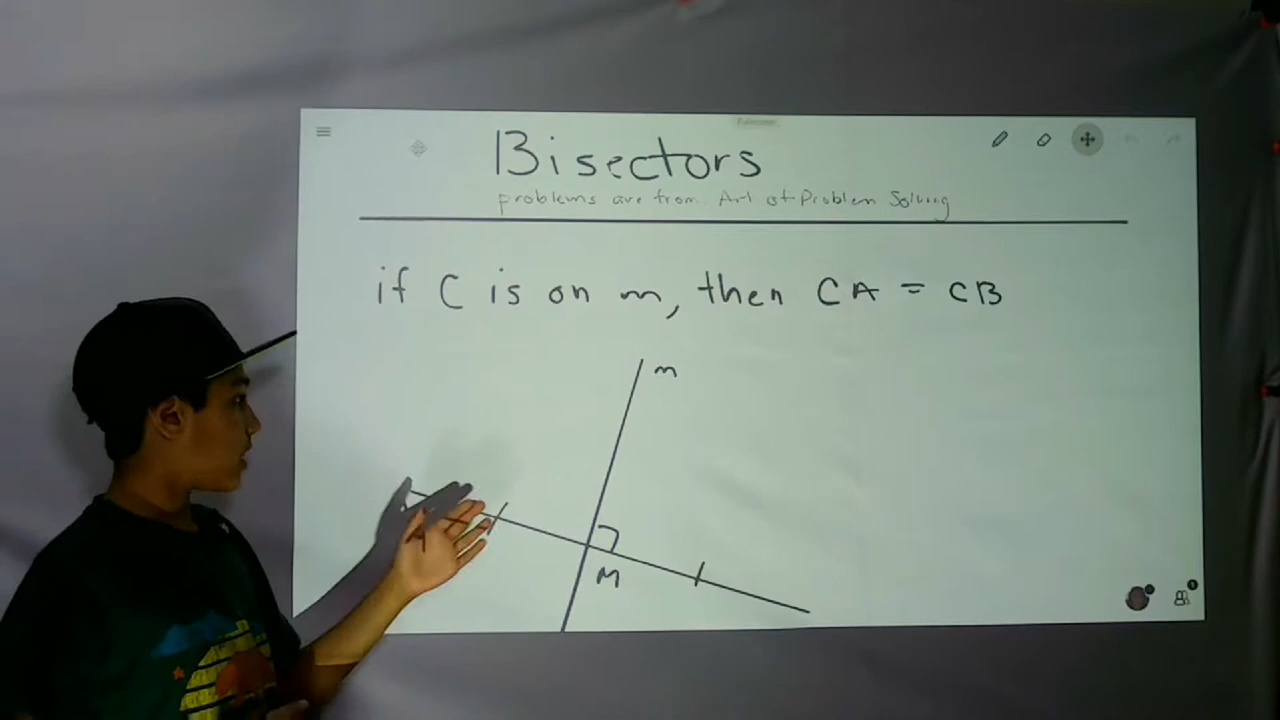 Bisectors
problems are from Art of Problem Solving
if C is on m, then CA = CB
m
M